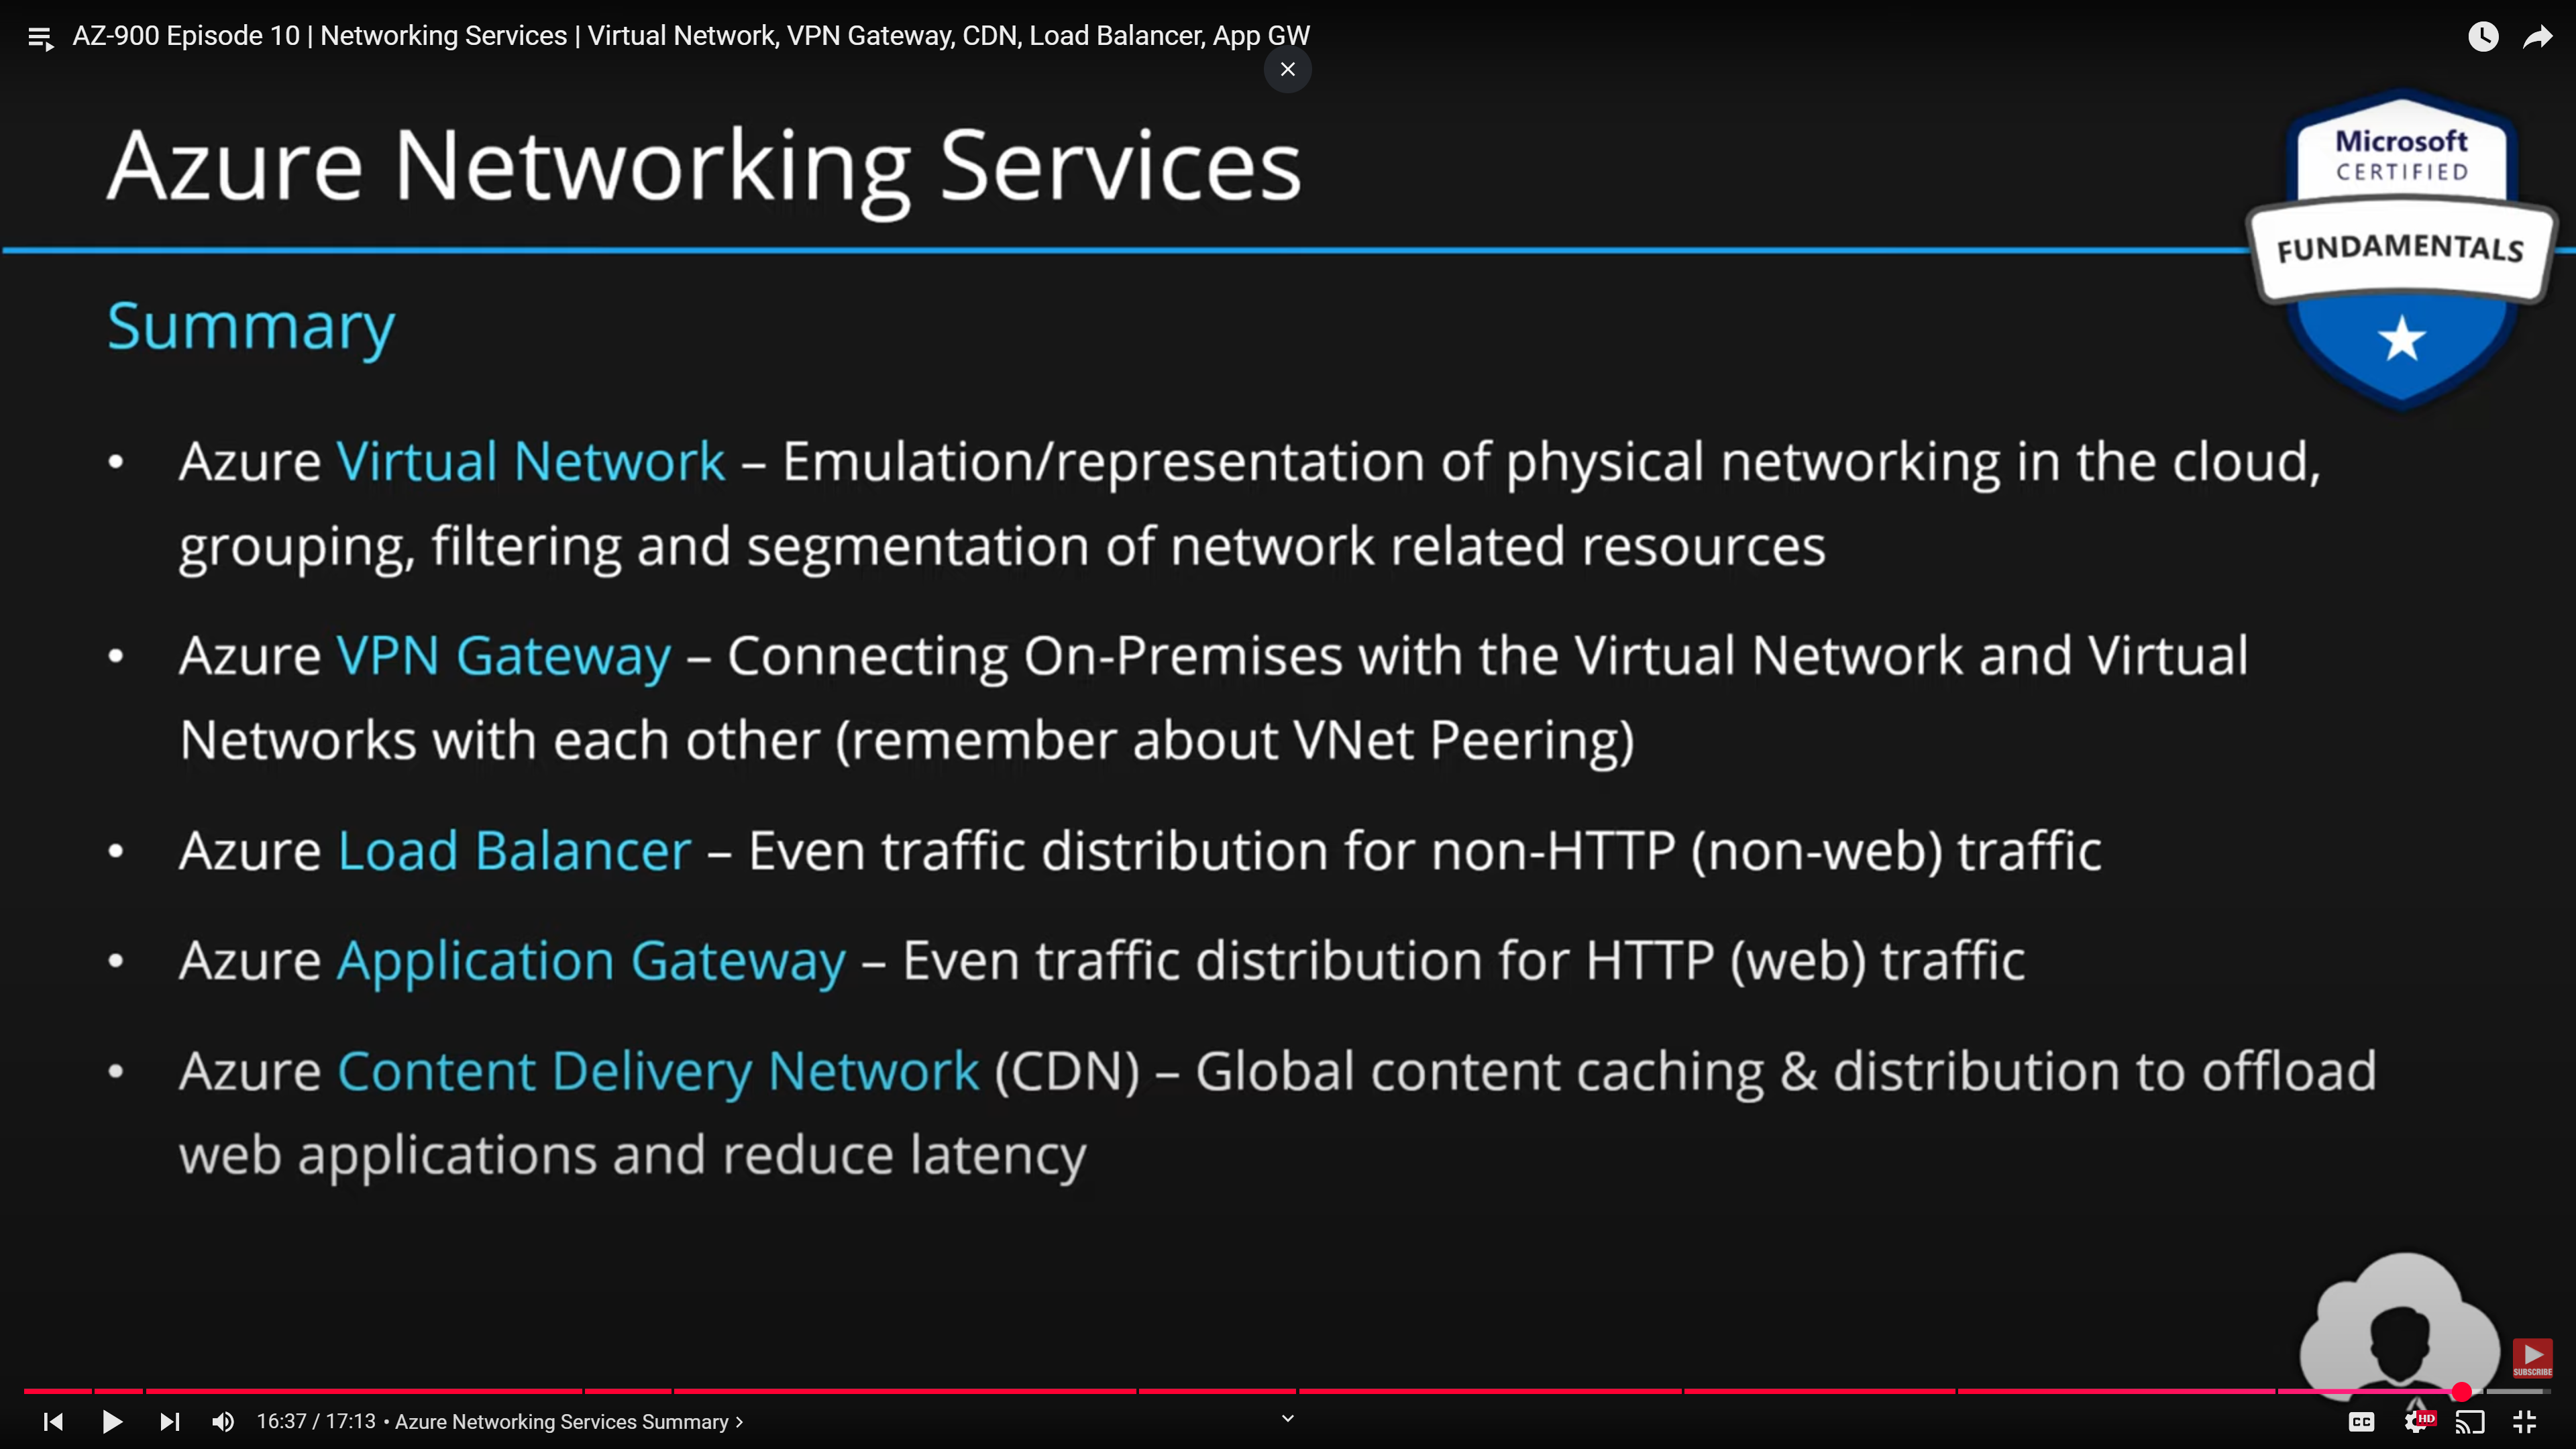 AZ-900 Episode 10 | Networking Services | Virtual Network, VPN Gateway, CDN, Load Balancer, App GW
Azure Networking Services
Microsoft
CERTIFIED
FUNDAMENTALS
Summary
• Azure Virtual Network – Emulation/representation of physical networking in the cloud,
grouping, filtering and segmentation of network related resources
• Azure VPN Gateway – Connecting On-Premises with the Virtual Network and Virtual
Networks with each other (remember about VNet Peering)
• Azure Load Balancer – Even traffic distribution for non-HTTP (non-web) traffic
• Azure Application Gateway – Even traffic distribution for HTTP (web) traffic
• Azure Content Delivery Network (CDN) – Global content caching & distribution to offload
web applications and reduce latency
SUBSCRIBE
16:37 / 17:13 • Azure Networking Services Summary >
CC
HD